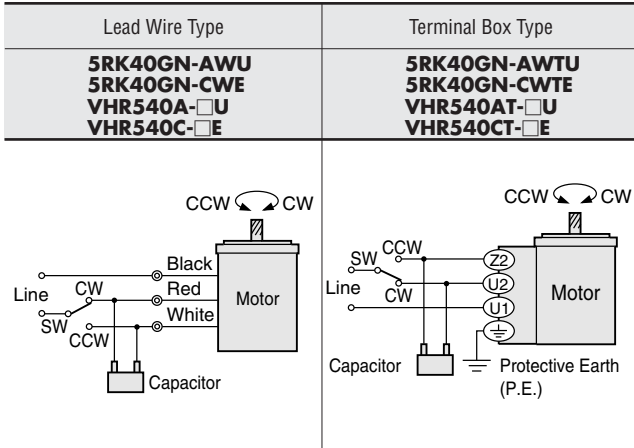 Lead Wire Type
Terminal Box Type
5RK40GN-AWU
5RK40GN-CWE
VHR540A-□U
VHR540C-□E
5RK40GN-AWTU
5RK40GN-CWTE
VHR540AT-□U
VHR540CT-□E
CCW CW
Black
Line CW Red
Motor
SW White
CCW
Capacitor
CCW CW
SW CCW Z2
U2
Line CW
Motor
U1
Capacitor
Protective Earth
(P.E.)